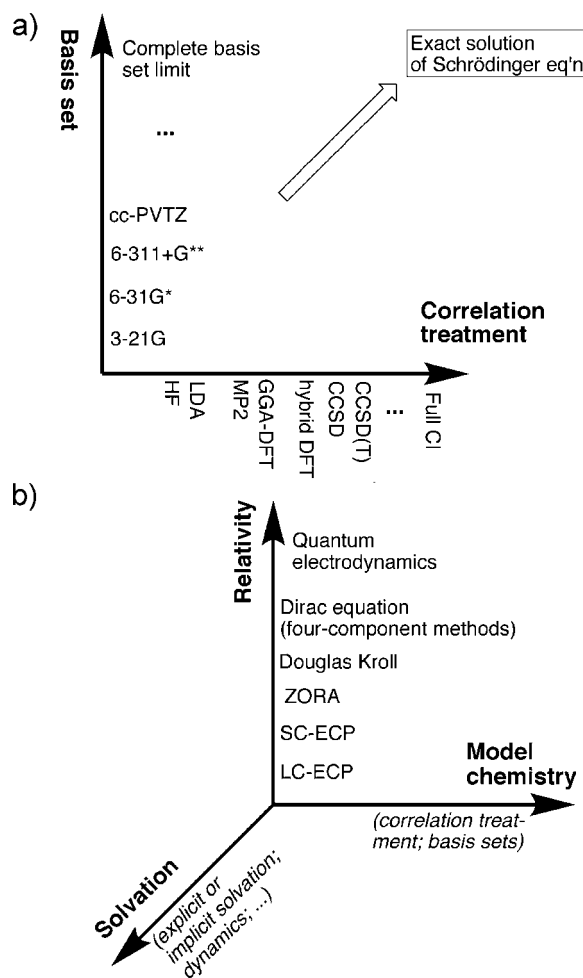 a)
Basis set
Complete basis
set limit
Exact solution
of Schrödinger eq'n
...
cc-PVTZ
6-311+G**
6-31G*
3-21G
Correlation
treatment
HF
LDA
MP2
GGA-DFT
hybrid DFT
CCSD
CCSD(T)
...
Full CI
b)
Relativity
Quantum
electrodynamics
Dirac equation
(four-component methods)
Douglas Kroll
ZORA
SC-ECP
LC-ECP
Model
chemistry
(correlation treat-
ment; basis sets)
Solvation
(explicit or
implicit solvation;
dynamics; ...)